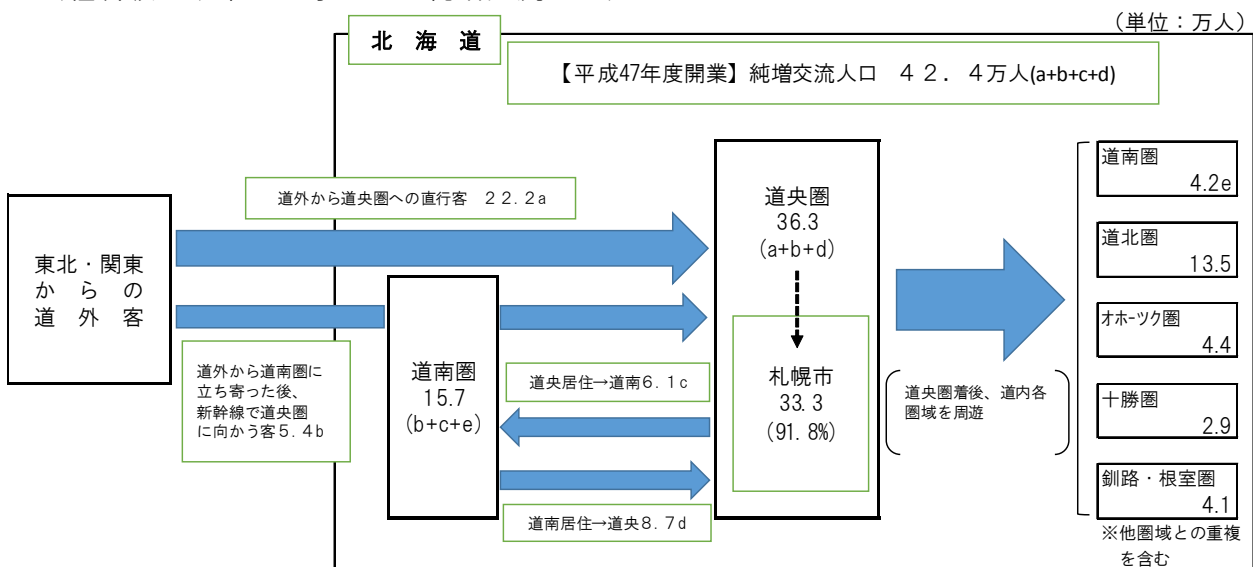 （単位：万人）
北　海　道
【平成47年度開業】純増交流人口　４２．４万人(a+b+c+d)
道外から道央圏への直行客　２２.２a
東北・関東
か　ら　の
道　外　客
道外から道南圏に
立ち寄った後、
新幹線で道央圏
に向かう客５.４b
道南圏
15.7
(b+c+e)
道央居住→道南６.１c
道南居住→道央８.７d
道央圏
36.3
(a+b+d)
札幌市
33.3
(91.8%)
道央圏着後、道内各
圏域を周遊
道南圏
4.2e
道北圏
13.5
オホーツク圏
4.4
十勝圏
2.9
釧路・根室圏
4.1
※他圏域との重複
を含む